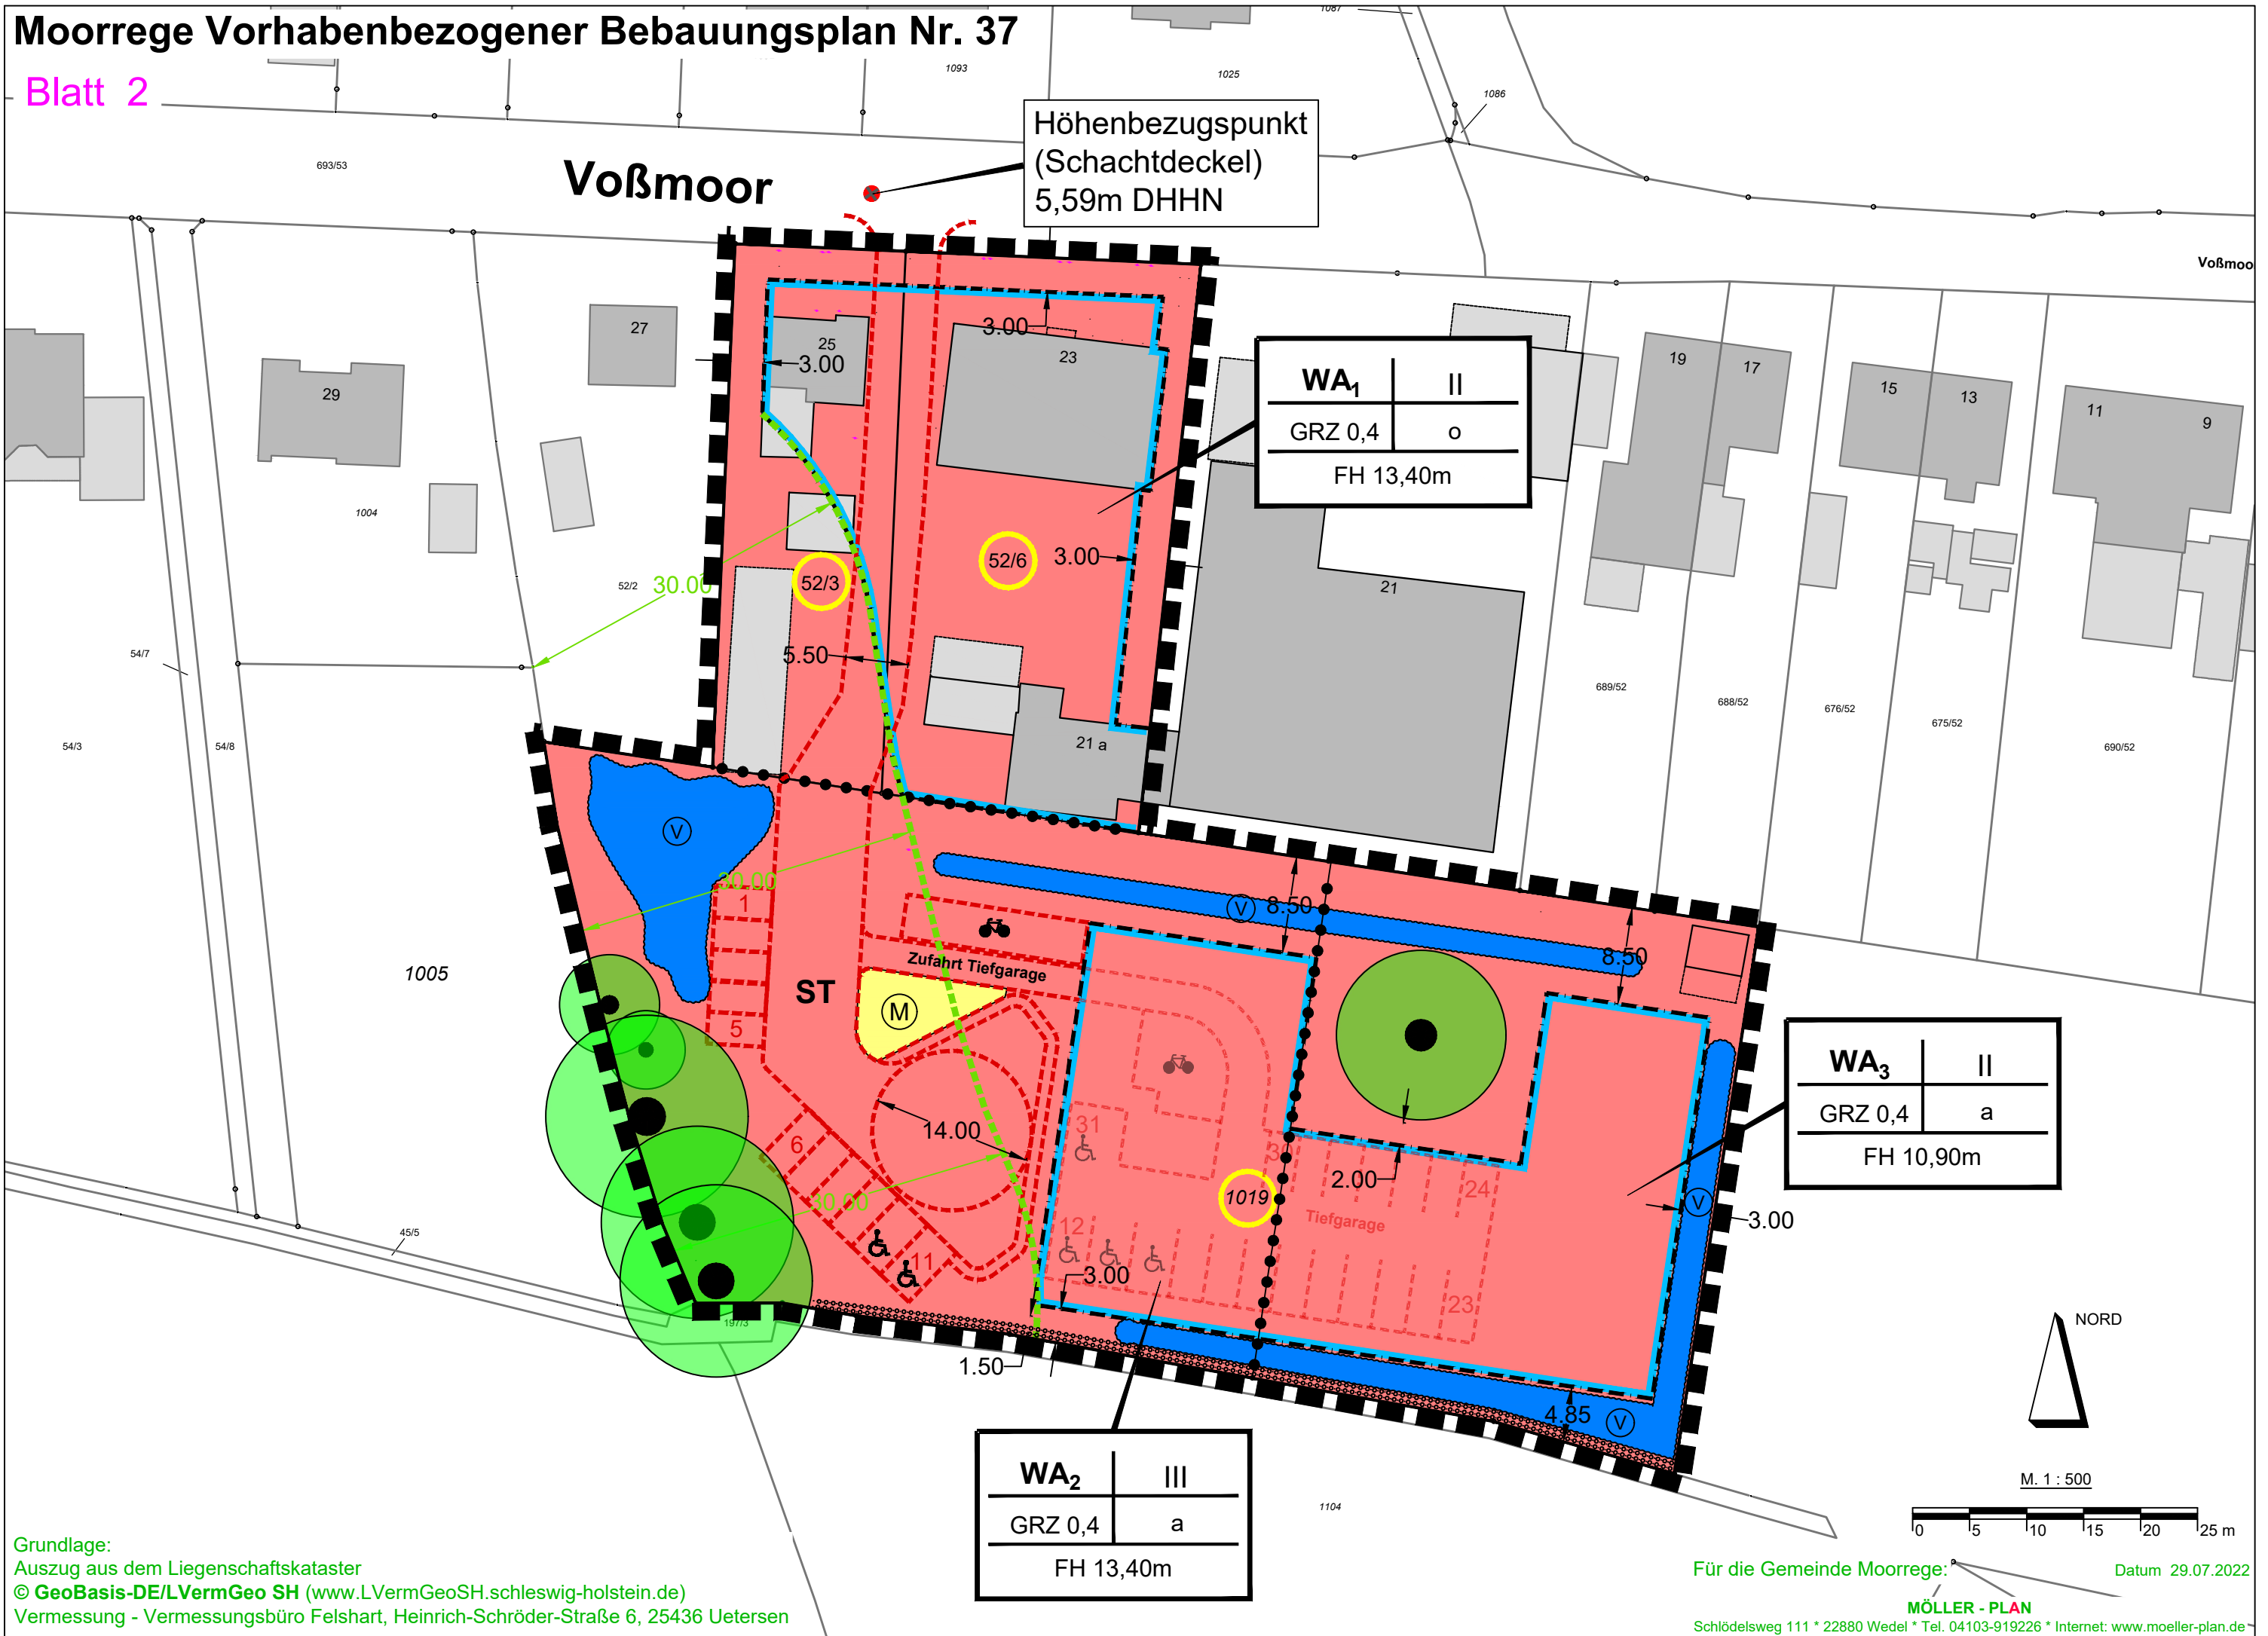 Moorrege Vorhabenbezogener Bebauungsplan Nr. 37
Blatt 2
1087
1093
1025
1086
693/53
Voßmoor
Höhenbezugspunkt
(Schachtdeckel)
5,59m DHHN
Voßmoo
27
25
3.00
3.00
23
29
19
17
15
13
11
9
WA1
II
GRZ 0,4
o
FH 13,40m
1004
52/2
30.00
52/3
52/6
3.00
21
5.50
54/7
54/3
54/8
21 a
689/52
688/52
676/52
675/52
690/52
V
30.00
1
V
8.50
8.50
Zufahrt Tiefgarage
1005
ST
M
5
WA3
II
GRZ 0,4
a
FH 10,90m
14.00
6
31
30
2.00
24
1019
Tiefgarage
30.00
12
V
3.00
11
3.00
23
45/5
197/3
1.50
4.85
V
NORD
M. 1 : 500
0 5 10 15 20 25 m
WA2
III
GRZ 0,4
a
FH 13,40m
1104
Grundlage:
Auszug aus dem Liegenschaftskataster
© GeoBasis-DE/LVermGeo SH (www.LVermGeoSH.schleswig-holstein.de)
Vermessung - Vermessungsbüro Felshart, Heinrich-Schröder-Straße 6, 25436 Uetersen
Für die Gemeinde Moorrege:
Datum 29.07.2022
MÖLLER - PLAN
Schlödelsweg 111 * 22880 Wedel * Tel. 04103-919226 * Internet: www.moeller-plan.de